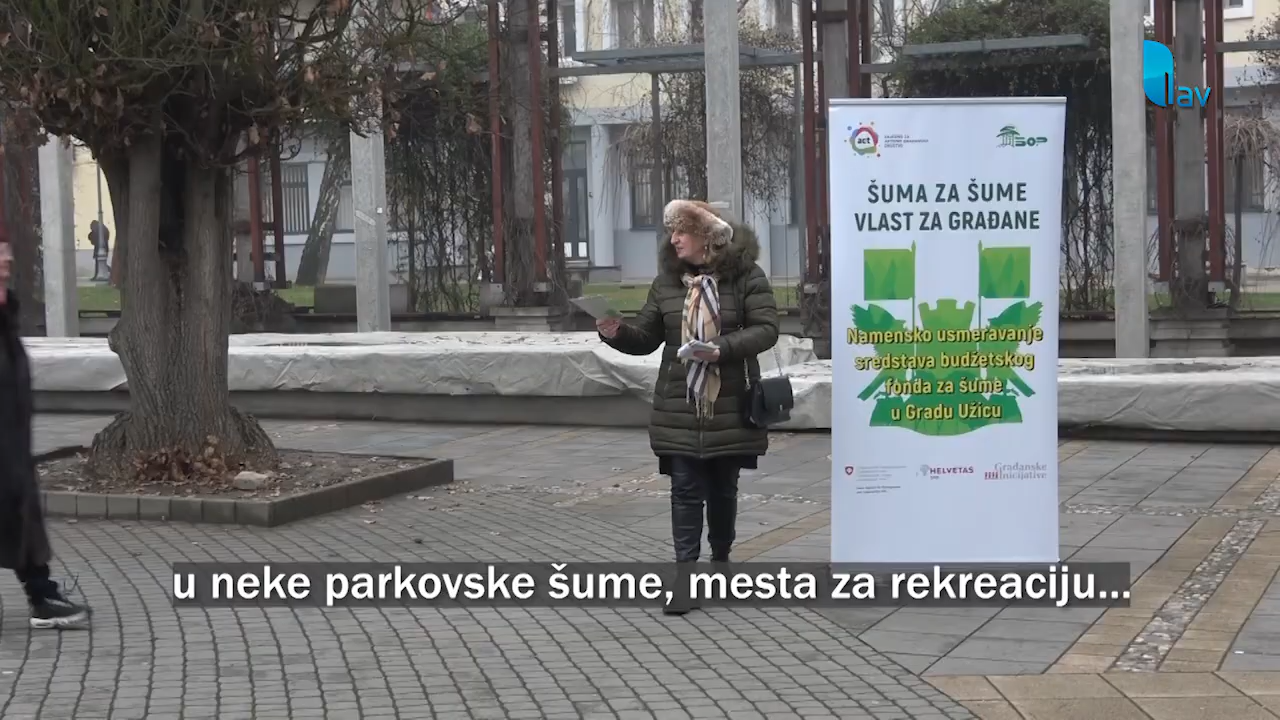 lav
act
БОР
ŠUMA ZA ŠUME
VLAST ZA GRAĐANE
Namensko usmeravanje
sredstava budžetskog
fonda za šume
u Gradu Užicu
HELVETAS
Građanske
Inicijative
u neke parkovske šume, mesta za rekreaciju...